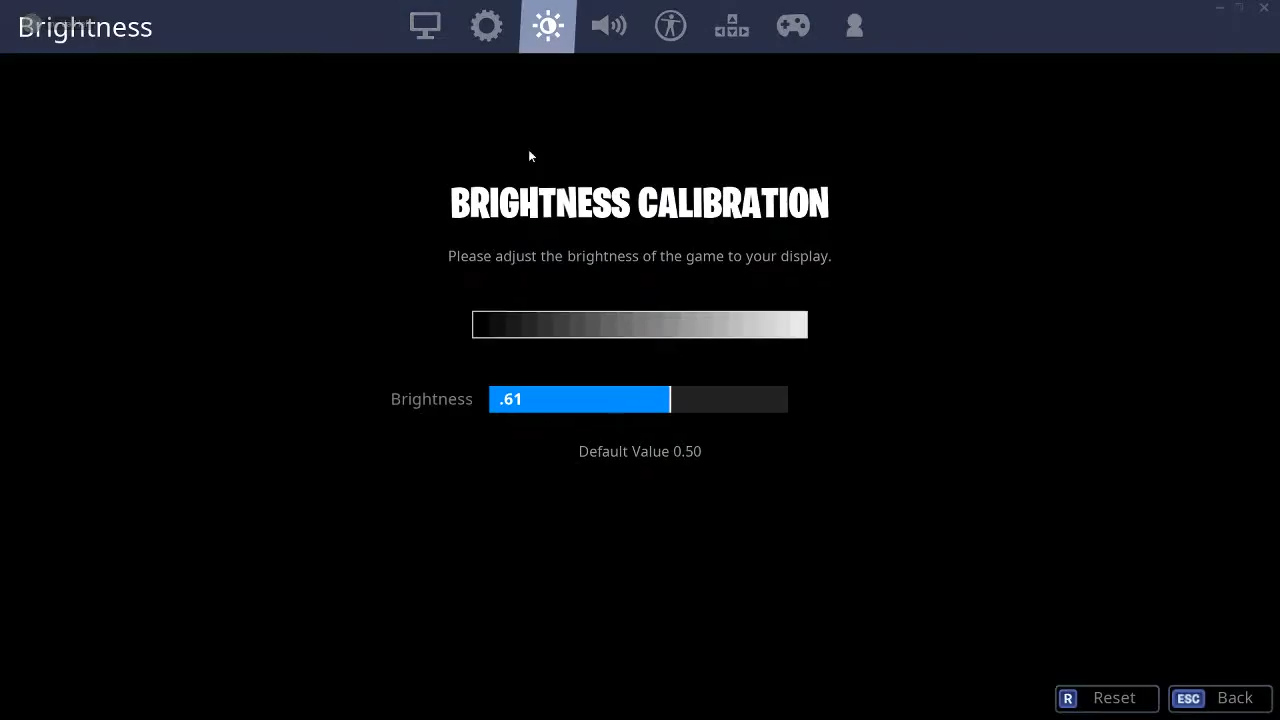 Brightness
BRIGHTNESS CALIBRATION
Please adjust the brightness of the game to your display.
Brightness .61
Default Value 0.50
R Reset ESC Back